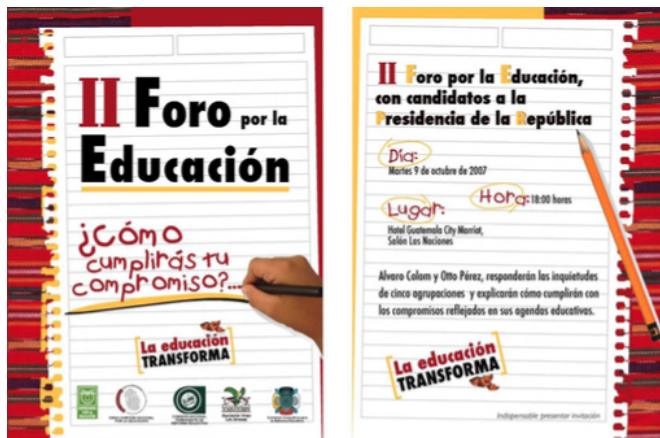 II Foro por la
Educación
¿Cómo
cumplirás tu
compromiso?...
La educación
TRANSFORMA
II Foro por la Educación,
con candidatos a la
Presidencia de la República
Día:
Martes 9 de octubre de 2007
Hora: 18:00 horas
Lugar:
Hotel Guatemala City Marriot,
Salón Las Naciones
Alvaro Colom y Otto Pérez, responderán las inquietudes
de cinco agrupaciones y explicarán cómo cumplirán con
los compromisos reflejados en sus agendas educativas.
La educación
TRANSFORMA
Indispensable presentar invitación